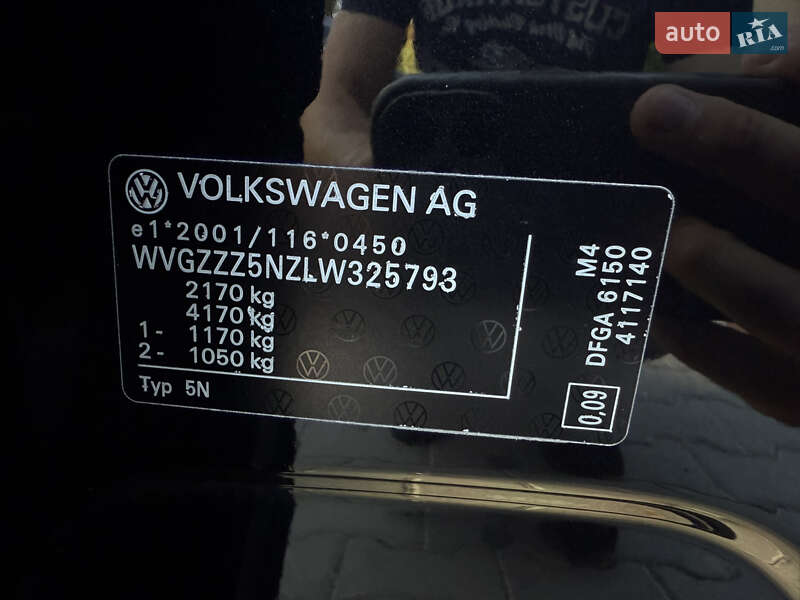 auto RIA .com
VOLKSWAGEN AG
e1*2001/116*0450
WVGZZZ5NZLW325793
2170 kg
4170 kg
1- 1170 kg
2- 1050 kg
Typ 5N
M4
DFGA 6150
4117140
0,09